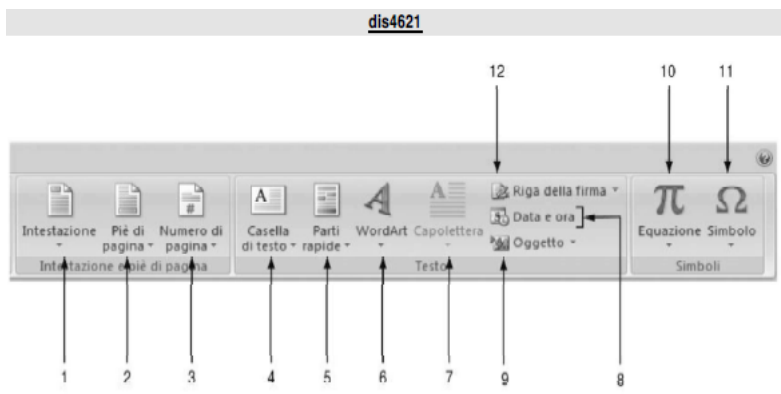 dis4621
12 10 11
Intestazione Piè di pagina Numero di pagina
Casella di testo Parti rapide WordArt Capolettera
Riga della firma
Data e ora
Oggetto
Equazione Simbolo
Intestazione e piè di pagina Testo Simboli
1 2 3 4 5 6 7 9 8